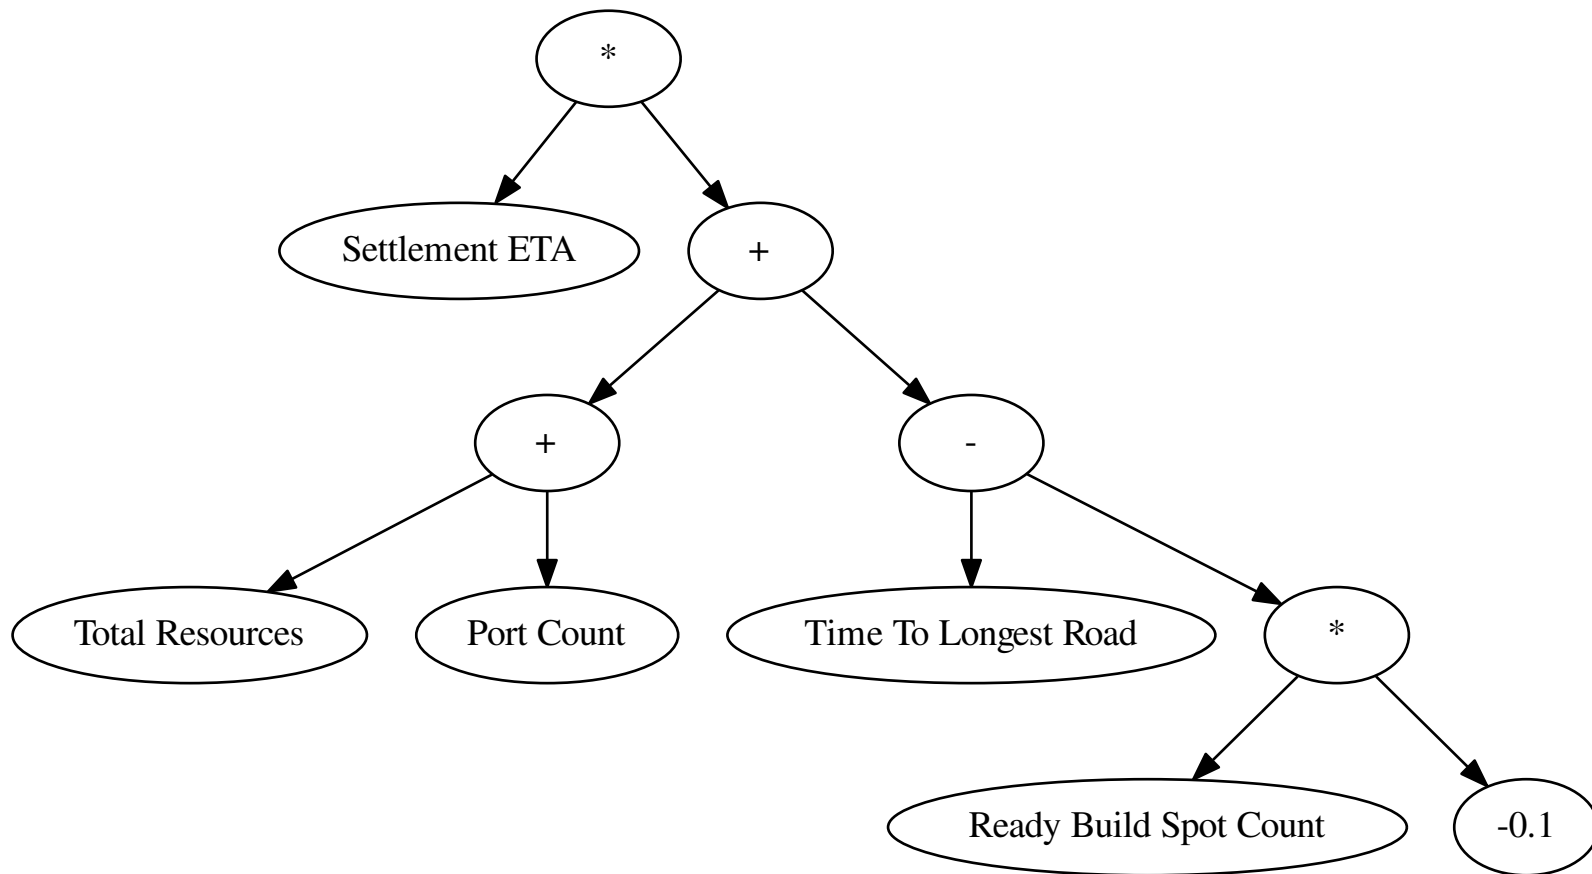 *
Settlement ETA
+
+
-
Total Resources
Port Count
Time To Longest Road
*
Ready Build Spot Count
-0.1